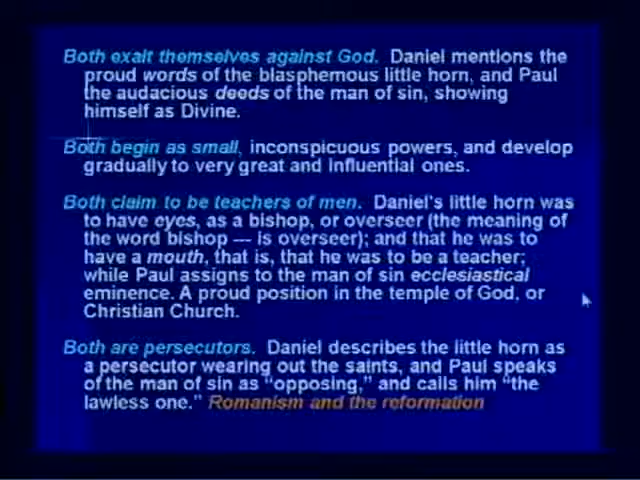 Both exalt themselves against God. Daniel mentions the
proud words of the blasphemous little horn, and Paul
the audacious deeds of the man of sin, showing
himself as Divine.
Both begin as small, inconspicuous powers, and develop
gradually to very great and influential ones.
Both claim to be teachers of men. Daniel's little horn was
to have eyes, as a bishop, or overseer (the meaning of
the word bishop --- is overseer); and that he was to
have a mouth, that is, that he was to be a teacher;
while Paul assigns to the man of sin ecclesiastical
eminence. A proud position in the temple of God, or
Christian Church.
Both are persecutors. Daniel describes the little horn as
a persecutor wearing out the saints, and Paul speaks
of the man of sin as “opposing,” and calls him “the
lawless one.” Romanism and the reformation